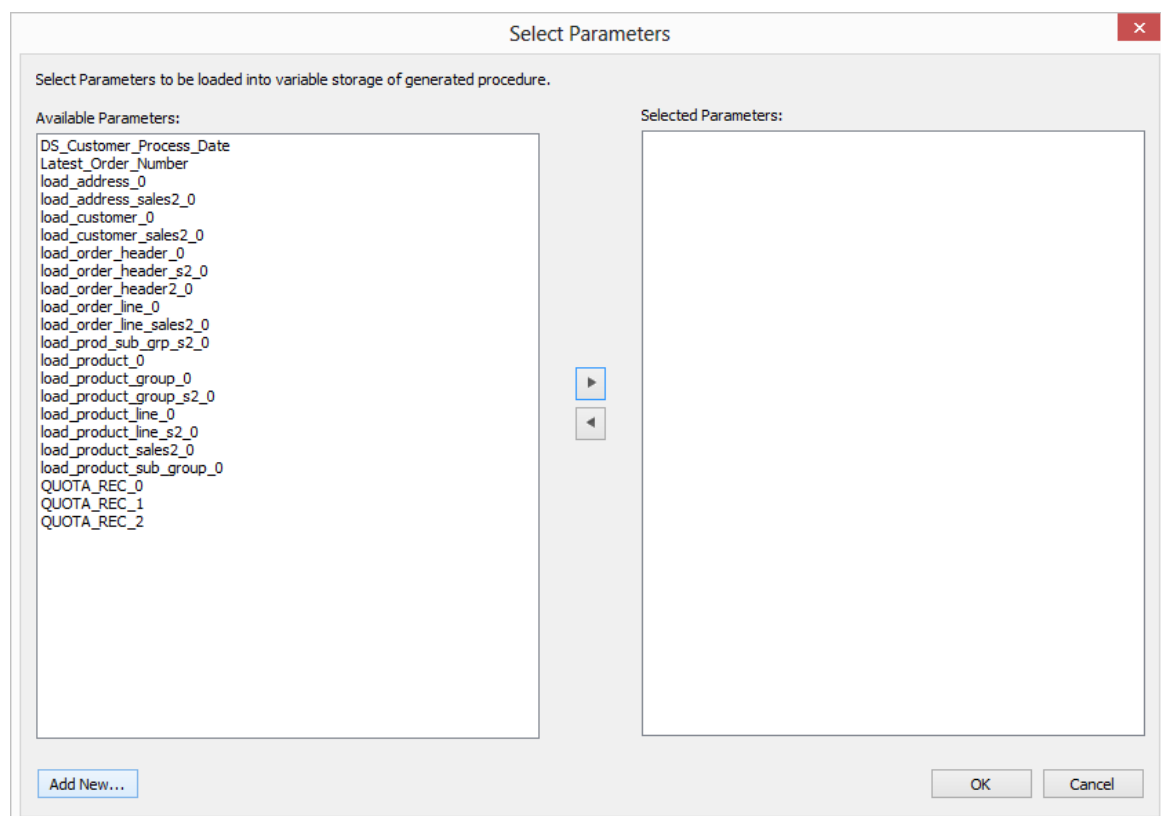 Select Parameters
Select Parameters to be loaded into variable storage of generated procedure.
Available Parameters:
DS_Customer_Process_Date
Latest_Order_Number
load_address_0
load_address_sales2_0
load_customer_0
load_customer_sales2_0
load_order_header_0
load_order_header_s2_0
load_order_header2_0
load_order_line_0
load_order_line_sales2_0
load_prod_sub_grp_s2_0
load_product_0
load_product_group_0
load_product_group_s2_0
load_product_line_0
load_product_line_s2_0
load_product_sales2_0
load_product_sub_group_0
QUOTA_REC_0
QUOTA_REC_1
QUOTA_REC_2
Selected Parameters:
Add New...
OK
Cancel